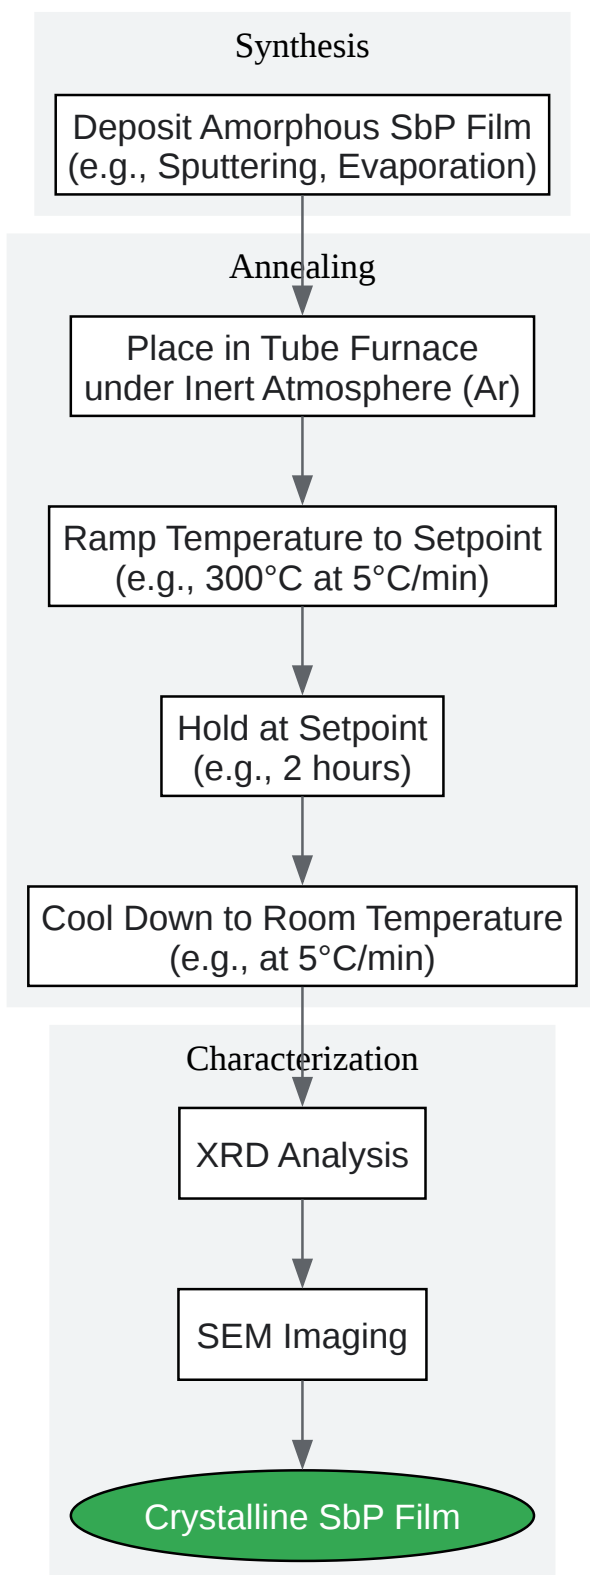 Synthesis
Deposit Amorphous SbP Film
(e.g., Sputtering, Evaporation)
Annealing
Place in Tube Furnace
under Inert Atmosphere (Ar)
Ramp Temperature to Setpoint
(e.g., 300°C at 5°C/min)
Hold at Setpoint
(e.g., 2 hours)
Cool Down to Room Temperature
(e.g., at 5°C/min)
Characterization
XRD Analysis
SEM Imaging
Crystalline SbP Film